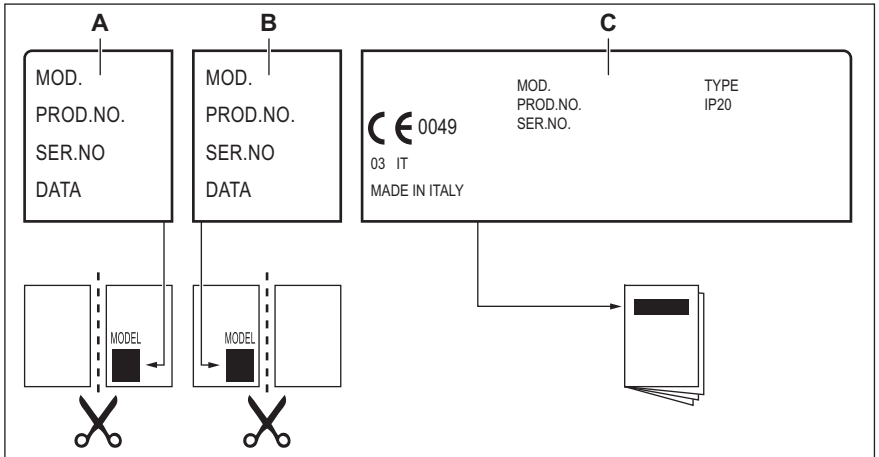 A
B
C
MOD.
PROD.NO.
SER.NO
DATA
MOD.
PROD.NO.
SER.NO
DATA
CE 0049
03 IT
MADE IN ITALY
MOD.
PROD.NO.
SER.NO.
TYPE
IP20
MODEL
MODEL